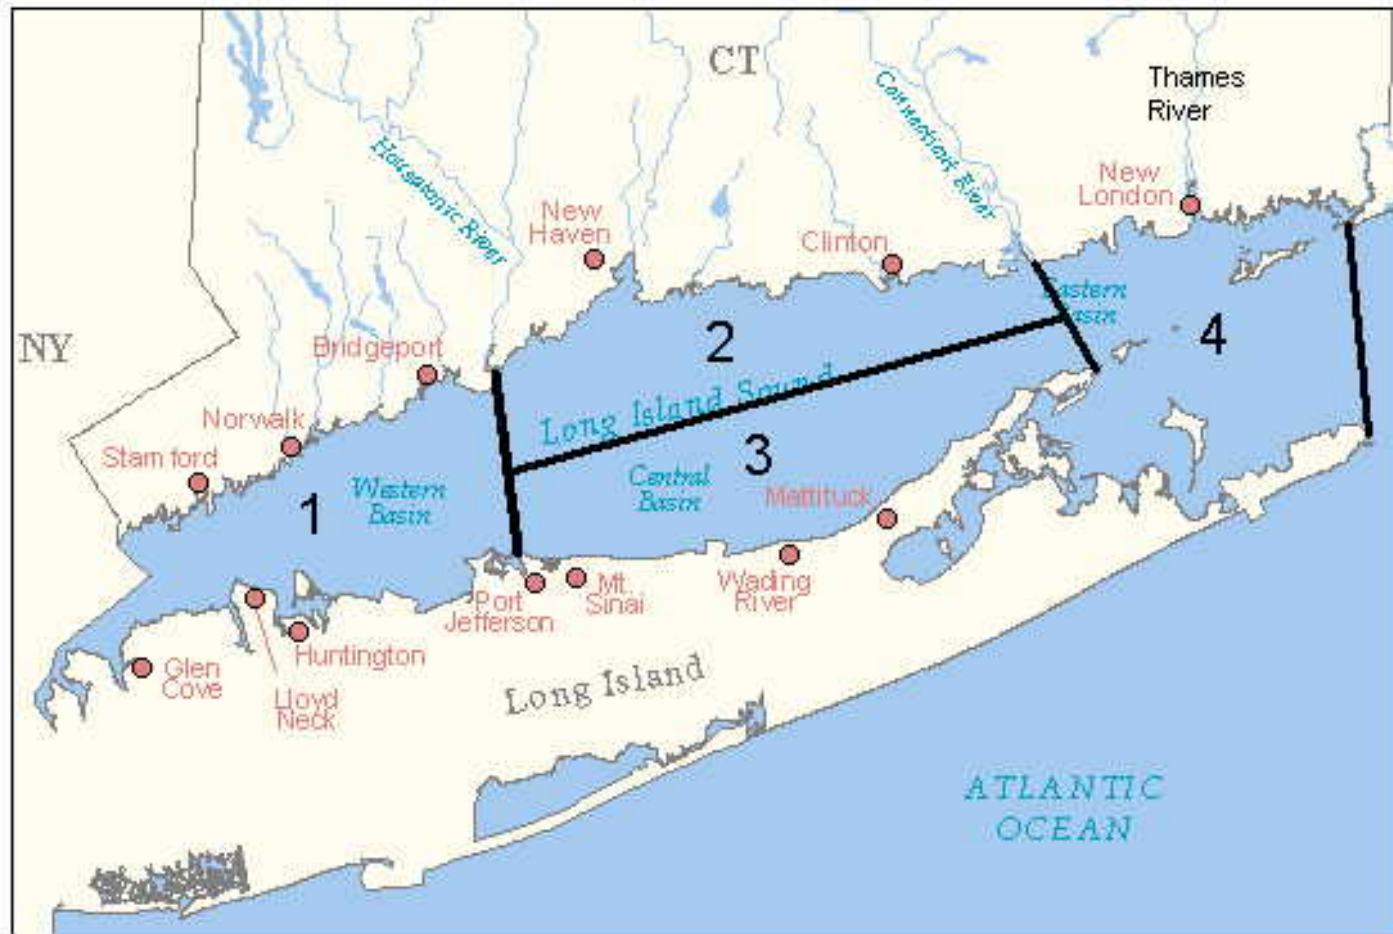 CT
Thames
River
Connecticut River
Housatonic River
New
London
New
Haven
Clinton
NY
Bridgeport
Eastern
Basin
2
4
Long Island Sound
Norwalk
Stamford
3
Central
Basin
Western
Basin
1
Mattituck
Port
Jefferson
Mt.
Sinai
Wading
River
Huntington
Glen
Cove
Lloyd
Neck
Long Island
ATLANTIC
OCEAN